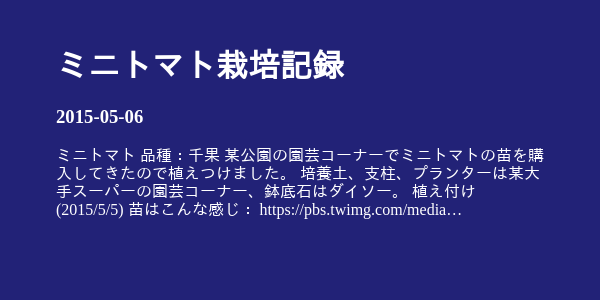 ミニトマト栽培記録
2015-05-06
ミニトマト 品種：千果 某公園の園芸コーナーでミニトマトの苗を購
入してきたので植えつけました。 培養土、支柱、プランターは某大
手スーパーの園芸コーナー、鉢底石はダイソー。 植え付け
(2015/5/5) 苗はこんな感じ： https://pbs.twimg.com/media…